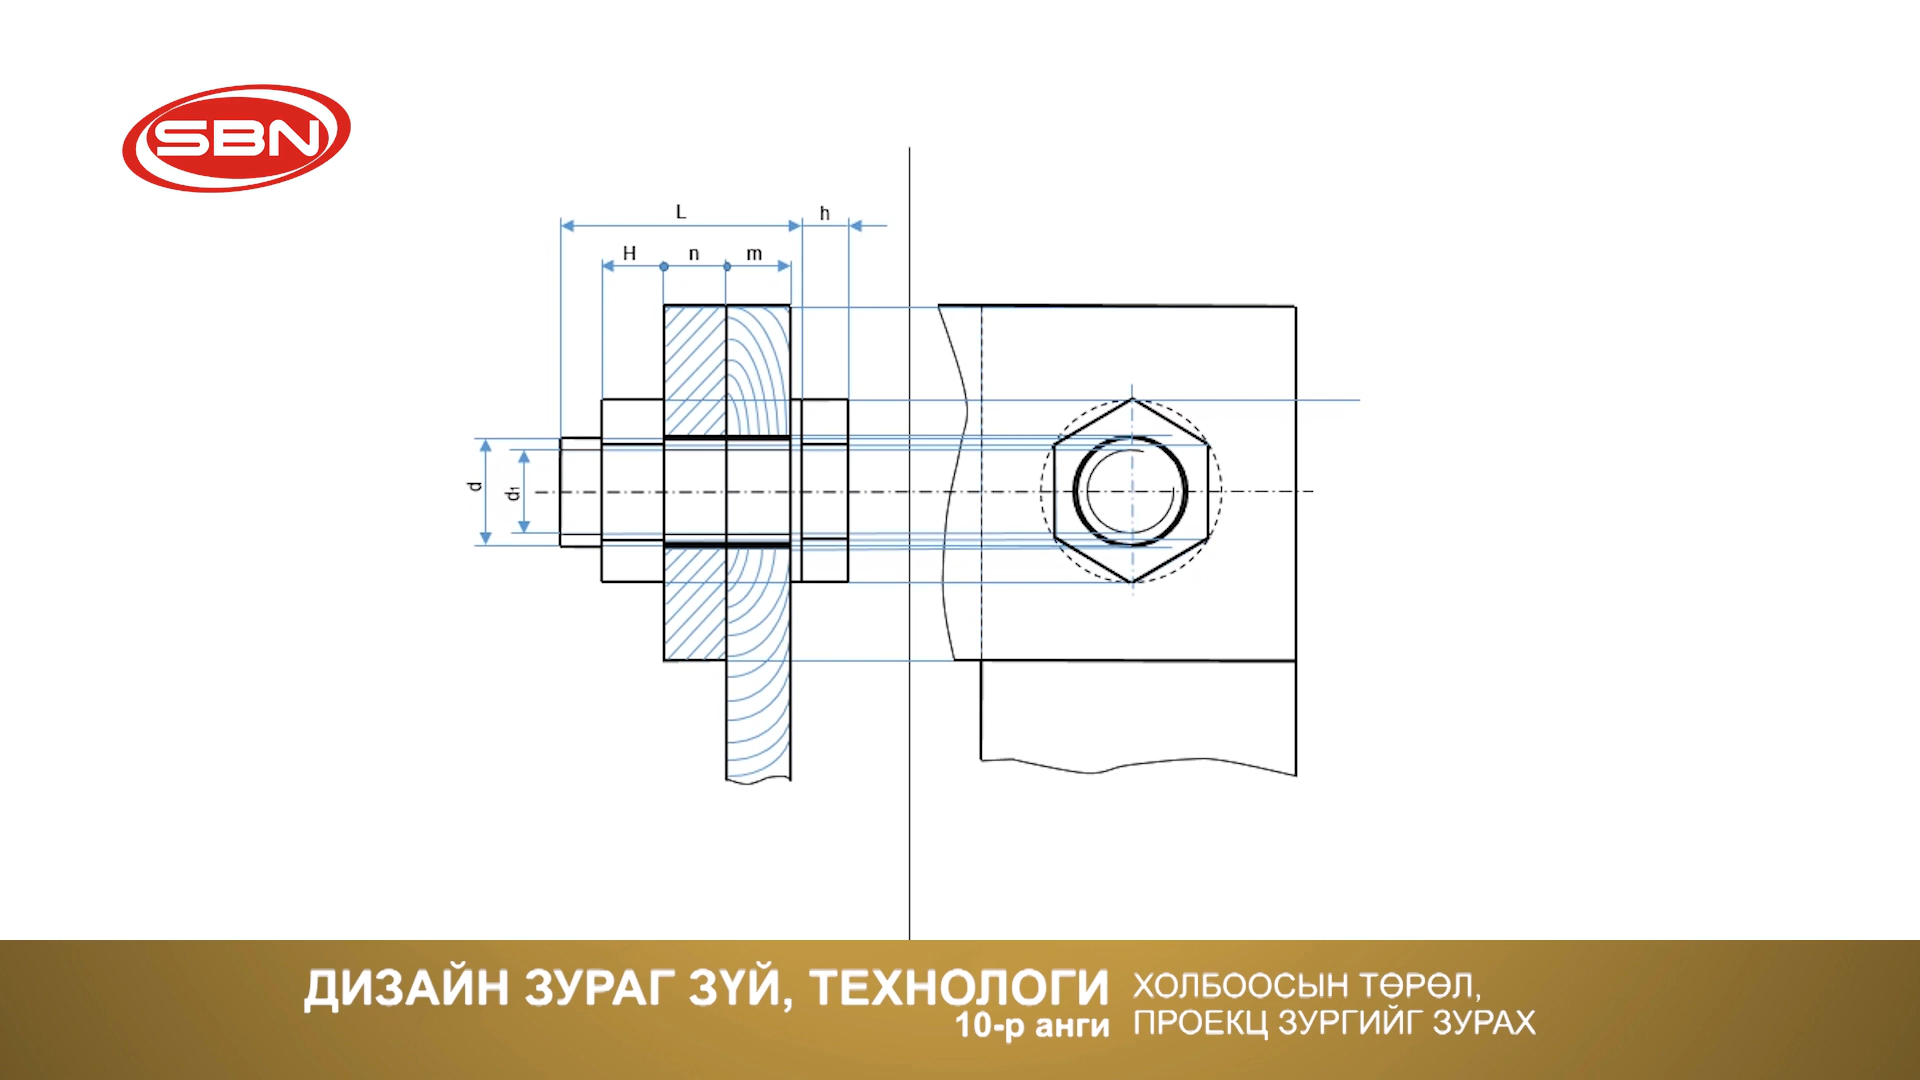 SBN
L
h
H
n
m
d
d₁
ДИЗАЙН ЗУРАГ ЗҮЙ, ТЕХНОЛОГИ
10-р анги
ХОЛБООСЫН ТӨРӨЛ,
ПРОЕКЦ ЗУРГИЙГ ЗУРАХ